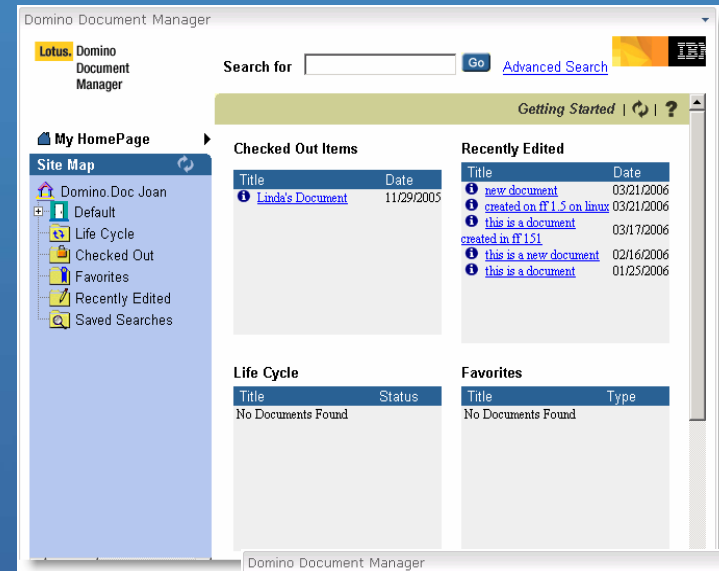 Domino Document Manager
Lotus. Domino
Document
Manager
Search for
Go
Advanced Search
IBM
Getting Started | | ?
My HomePage
Site Map
Domino.Doc Joan
Default
Life Cycle
Checked Out
Favorites
Recently Edited
Saved Searches
Checked Out Items
Title Date
Linda's Document 11/29/2005
Recently Edited
Title Date
new document 03/21/2006
created on ff 1.5 on linux 03/21/2006
this is a document
created in ff 151 03/17/2006
this is a new document 02/16/2006
this is a document 01/25/2006
Life Cycle
Title Status
No Documents Found
Favorites
Title Type
No Documents Found
Domino Document Manager